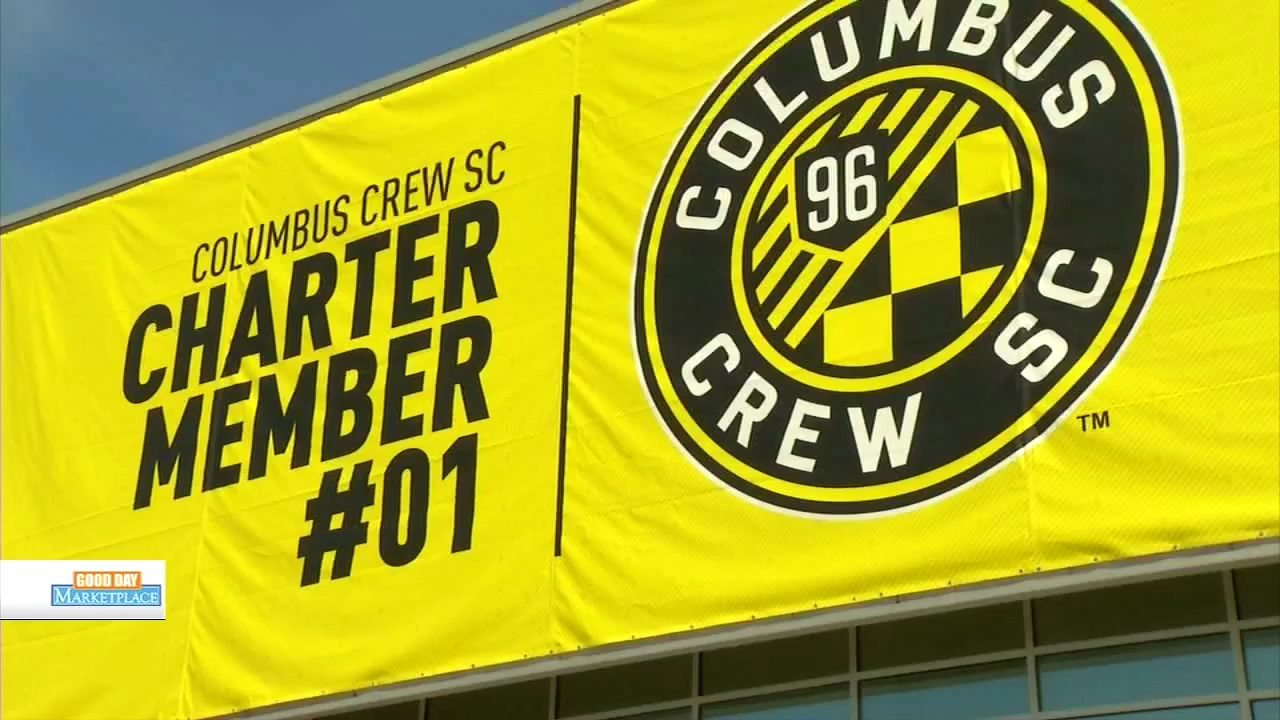 COLUMBUS CREW SC
CHARTER
MEMBER
#01
COLUMBUS
CREW SC
96
TM
GOOD DAY
MARKETPLACE